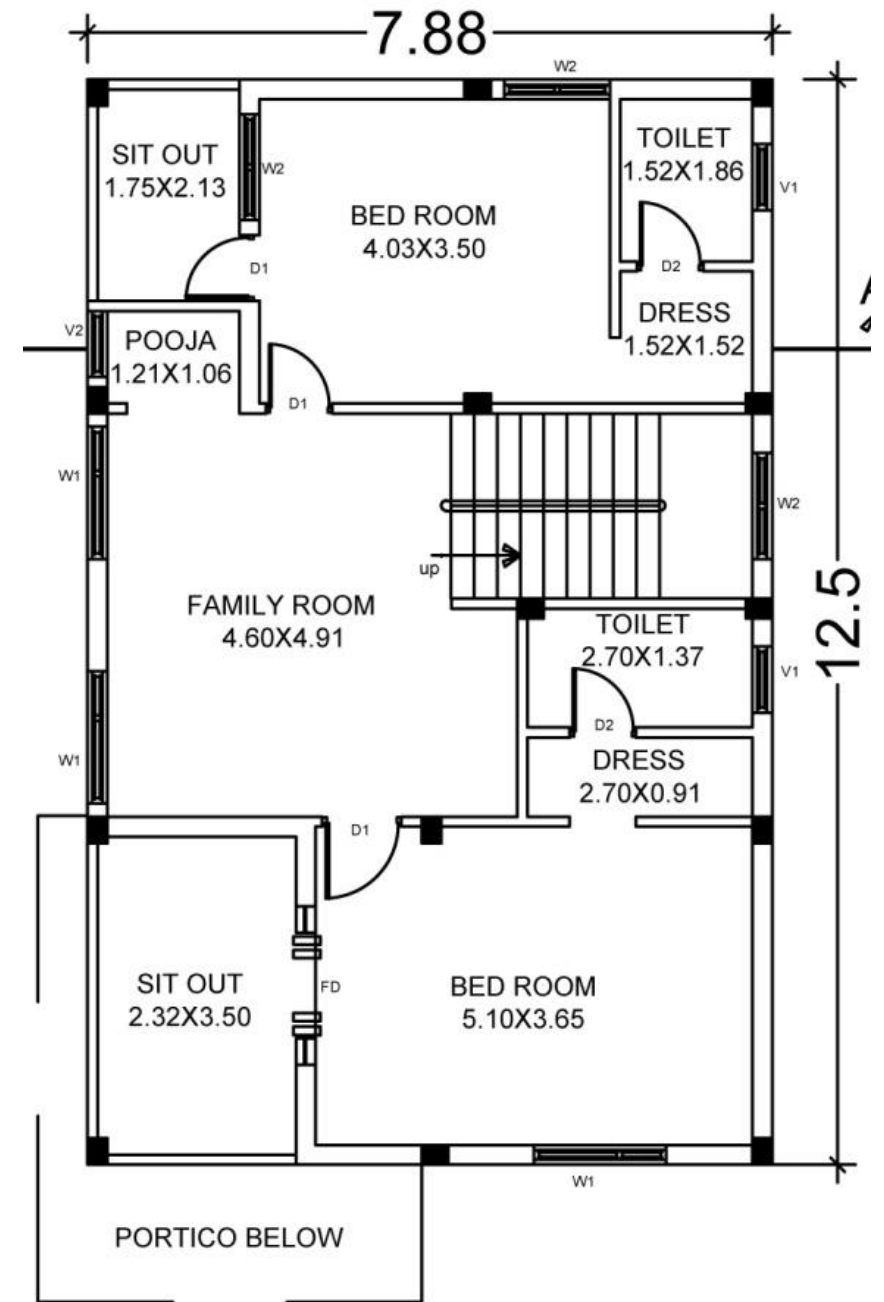 7.88
W2
SIT OUT
1.75X2.13
W2
TOILET
1.52X1.86
V1
BED ROOM
4.03X3.50
D1
D2
A
DRESS
1.52X1.52
V2
POOJA
1.21X1.06
D1
W1
W2
up
FAMILY ROOM
4.60X4.91
12.5
TOILET
2.70X1.37
V1
D2
W1
DRESS
2.70X0.91
D1
SIT OUT
2.32X3.50
FD
BED ROOM
5.10X3.65
W1
PORTICO BELOW